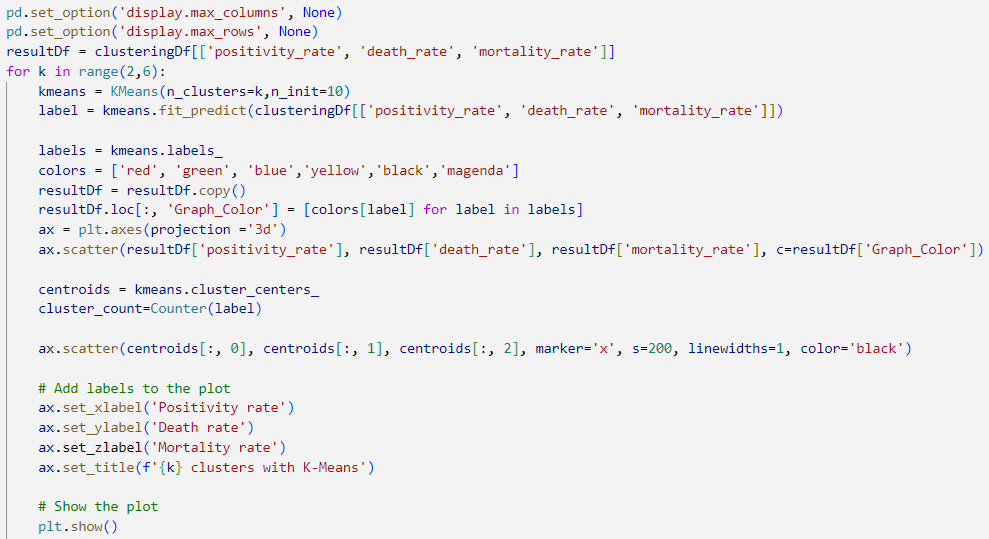 pd.set_option('display.max_columns', None)
pd.set_option('display.max_rows', None)
resultDf = clusteringDf[['positivity_rate', 'death_rate', 'mortality_rate']]
for k in range(2,6):
    kmeans = KMeans(n_clusters=k,n_init=10)
    label = kmeans.fit_predict(clusteringDf[['positivity_rate', 'death_rate', 'mortality_rate']])

    labels = kmeans.labels_
    colors = ['red', 'green', 'blue','yellow','black','magenda']
    resultDf = resultDf.copy()
    resultDf.loc[:, 'Graph_Color'] = [colors[label] for label in labels]
    ax = plt.axes(projection ='3d')
    ax.scatter(resultDf['positivity_rate'], resultDf['death_rate'], resultDf['mortality_rate'], c=resultDf['Graph_Color'])

    centroids = kmeans.cluster_centers_
    cluster_count=Counter(label)

    ax.scatter(centroids[:, 0], centroids[:, 1], centroids[:, 2], marker='x', s=200, linewidths=1, color='black')

    # Add labels to the plot
    ax.set_xlabel('Positivity rate')
    ax.set_ylabel('Death rate')
    ax.set_zlabel('Mortality rate')
    ax.set_title(f'{k} clusters with K-Means')

    # Show the plot
    plt.show()